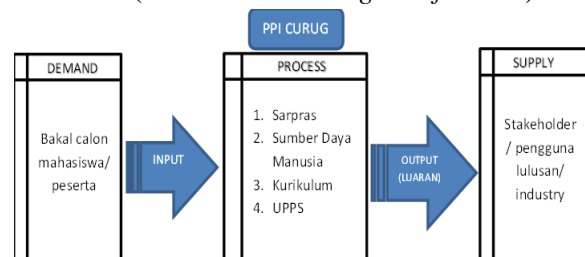 PPI CURUG
DEMAND
Bakal calon
mahasiswa/
peserta
INPUT
PROCESS
1. Sarpras
2. Sumber Daya
Manusia
3. Kurikulum
4. UPPS
OUTPUT
(LUARAN)
SUPPLY
Stakeholder
/ pengguna
lulusan/
industry